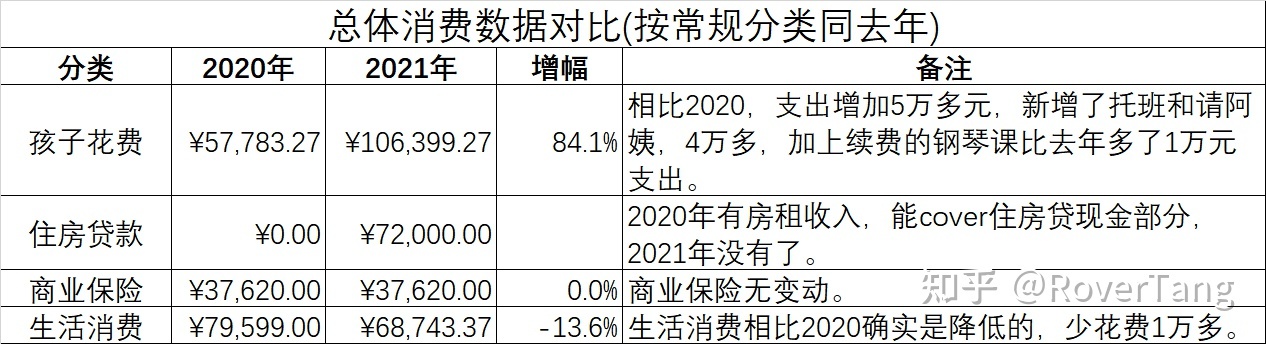 总体消费数据对比(按常规分类同去年)
分类 2020年 2021年 增幅 备注
孩子花费 ¥57,783.27 ¥106,399.27 84.1% 相比2020，支出增加5万多元，新增了托班和请阿
姨，4万多，加上续费的钢琴课比去年多了1万元
支出。
住房贷款 ¥0.00 ¥72,000.00 2020年有房租收入，能cover住房贷现金部分，
2021年没有了。
商业保险 ¥37,620.00 ¥37,620.00 0.0% 商业保险无变动。
生活消费 ¥79,599.00 ¥68,743.37 -13.6% 生活消费相比2020确实是降低的，少花费1万多。
知乎 @RoverTang